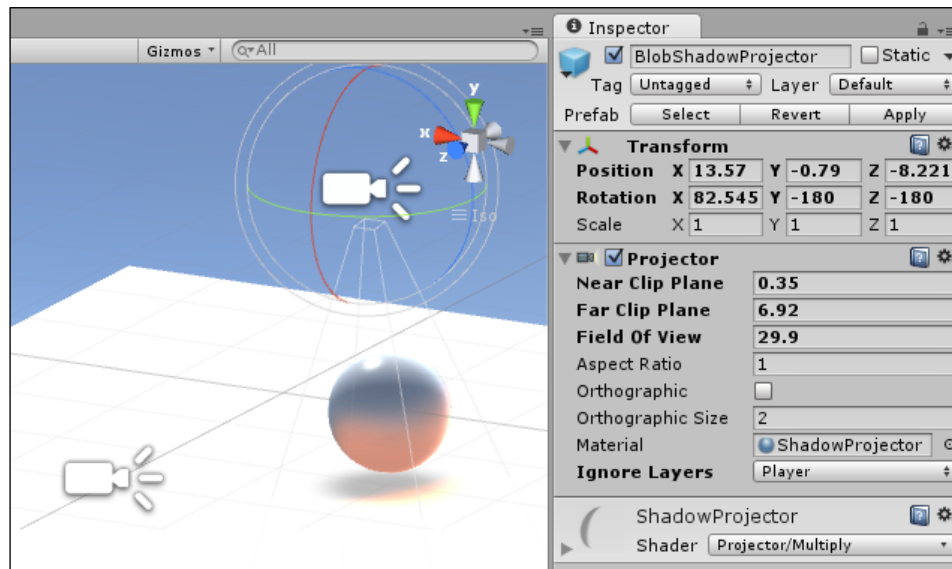 Gizmos
All
y
x
z
Iso
Inspector
BlobShadowProjector
Static
Tag Untagged Layer Default
Prefab Select Revert Apply
Transform
Position X 13.57 Y -0.79 Z -8.221
Rotation X 82.545 Y -180 Z -180
Scale X 1 Y 1 Z 1
Projector
Near Clip Plane 0.35
Far Clip Plane 6.92
Field Of View 29.9
Aspect Ratio 1
Orthographic
Orthographic Size 2
Material ShadowProjector
Ignore Layers Player
ShadowProjector
Shader Projector/Multiply